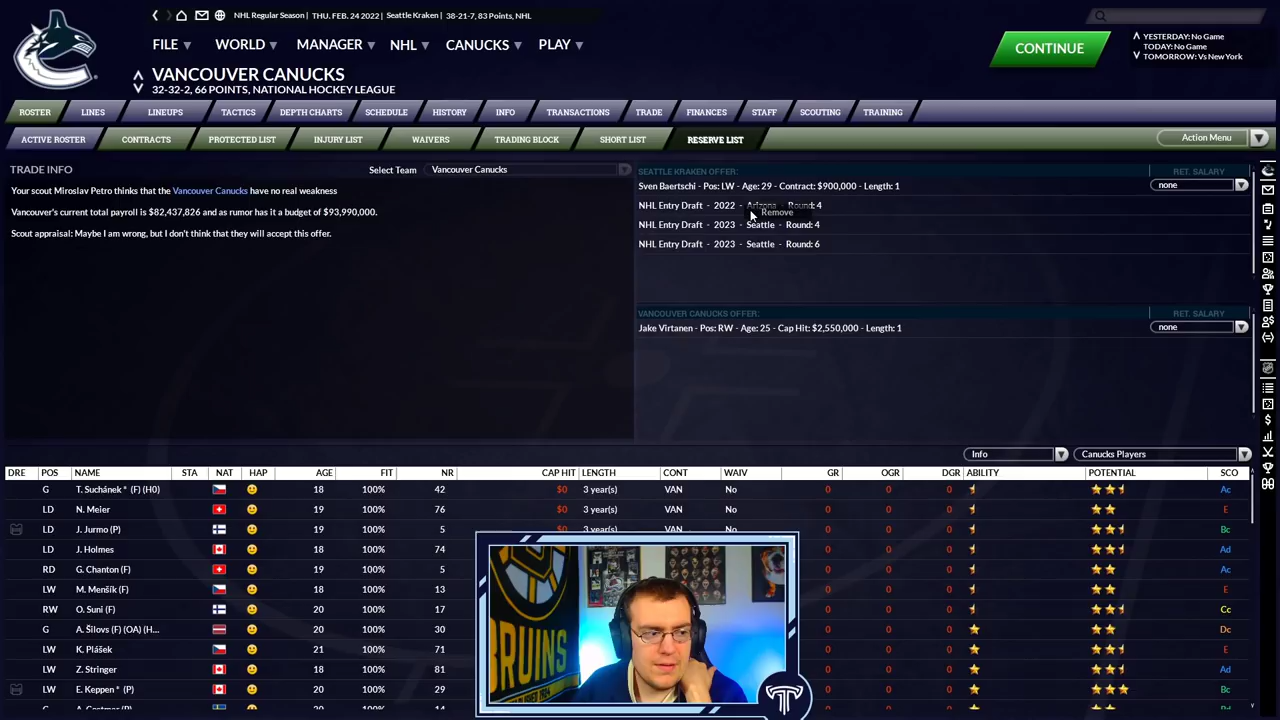 NHL Regular Season | THU. FEB. 24 2022 | Seattle Kraken | 38-21-7, 83 Points, NHL
FILE WORLD MANAGER NHL CANUCKS PLAY
CONTINUE
YESTERDAY: No Game
TODAY: No Game
TOMORROW: Vs New York
VANCOUVER CANUCKS
32-32-2, 66 POINTS, NATIONAL HOCKEY LEAGUE
ROSTER LINES LINEUPS TACTICS DEPTH CHARTS SCHEDULE HISTORY INFO TRANSACTIONS TRADE FINANCES STAFF SCOUTING TRAINING
ACTIVE ROSTER CONTRACTS PROTECTED LIST INJURY LIST WAIVERS TRADING BLOCK SHORT LIST RESERVE LIST Action Menu
TRADE INFO Select Team Vancouver Canucks
Your scout Miroslav Petro thinks that the Vancouver Canucks have no real weakness
Vancouver's current total payroll is $82,437,826 and as rumor has it a budget of $93,990,000.
Scout appraisal: Maybe I am wrong, but I don't think that they will accept this offer.
SEATTLE KRAKEN OFFER: RET. SALARY
Sven Baertschi - Pos: LW - Age: 29 - Contract: $900,000 - Length: 1 none
NHL Entry Draft - 2022 - Arizona - Round: 4
Remove
NHL Entry Draft - 2023 - Seattle - Round: 4
NHL Entry Draft - 2023 - Seattle - Round: 6
VANCOUVER CANUCKS OFFER: RET. SALARY
Jake Virtanen - Pos: RW - Age: 25 - Cap Hit: $2,550,000 - Length: 1 none
Info Canucks Players
DRE POS NAME STA NAT HAP AGE FIT NR CAP HIT LENGTH CONT WAIV GR OGR DGR ABILITY POTENTIAL SCO
G T. Suchánek * (F) (H0) 18 100% 42 $0 3 year(s) VAN No 0 0 0 Ac
LD N. Meier 19 100% 76 $0 3 year(s) VAN No 0 0 0 E
LD J. Jurmo (P) 19 100% 5 $0 3 year(s) VAN No 0 0 0 Bc
LD J. Holmes 18 100% 74 0 0 0 Ad
RD G. Chanton (F) 19 100% 5 0 0 0 Ac
LW M. Menšík (F) 18 100% 13 0 0 0 E
RW O. Suni (F) 20 100% 17 0 0 0 Cc
G A. Šilovs (F) (OA) (H... 20 100% 30 0 0 0 Dc
LW K. Plášek 21 100% 71 0 0 0 E
LW Z. Stringer 18 100% 81 0 0 0 Ad
LW E. Keppen * (P) 20 100% 29 0 0 0 Bc
BRUINS